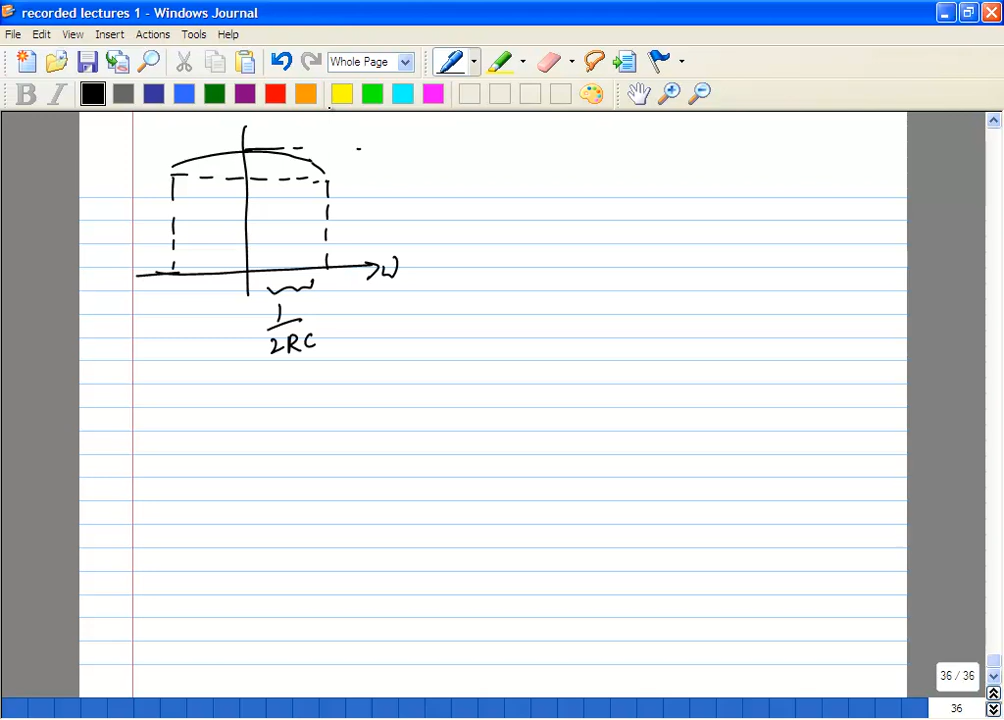 recorded lectures 1 - Windows Journal
File Edit View Insert Actions Tools Help
Whole Page
B I
ω
1
2RC
36 / 36
36